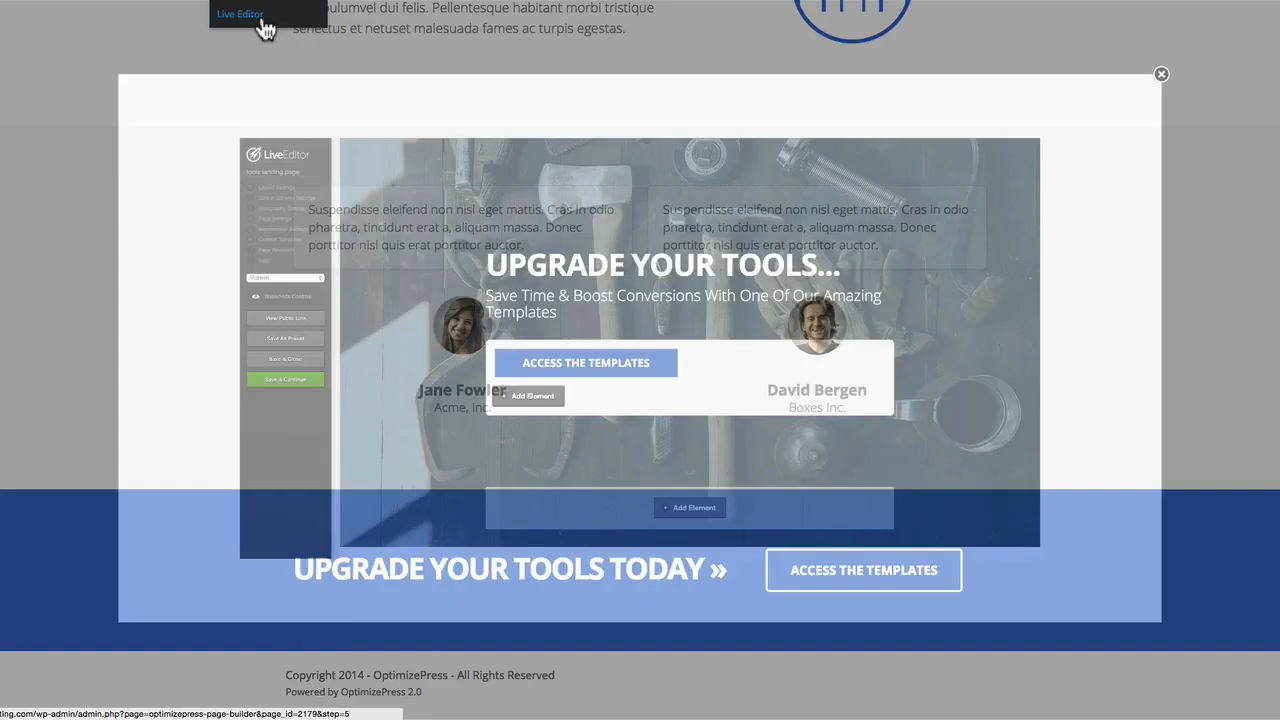 Live Editor
bulumvel dui felis. Pellentesque habitant morbi tristique
senectus et netuset malesuada fames ac turpis egestas.
LiveEditor
tools landing page
Suspendisse eleifend non nisl eget mattis. Cras in odio
pharetra, tincidunt erat a, aliquam massa. Donec
porttitor nisl quis erat porttitor auctor.
Suspendisse eleifend non nisl eget mattis. Cras in odio
pharetra, tincidunt erat a, aliquam massa. Donec
porttitor nisl quis erat porttitor auctor.
UPGRADE YOUR TOOLS...
Save Time & Boost Conversions With One Of Our Amazing
Templates
Publish
Show/Hide Controls
View Public Link
Save As Preset
Save & Close
Save & Continue
ACCESS THE TEMPLATES
+ Add Element
Jane Fowler
Acme, Inc.
David Bergen
Boxes Inc.
+ Add Element
UPGRADE YOUR TOOLS TODAY »
ACCESS THE TEMPLATES
Copyright 2014 - OptimizePress - All Rights Reserved
Powered by OptimizePress 2.0
ting.com/wp-admin/admin.php?page=optimizepress-page-builder&page_id=2179&step=5